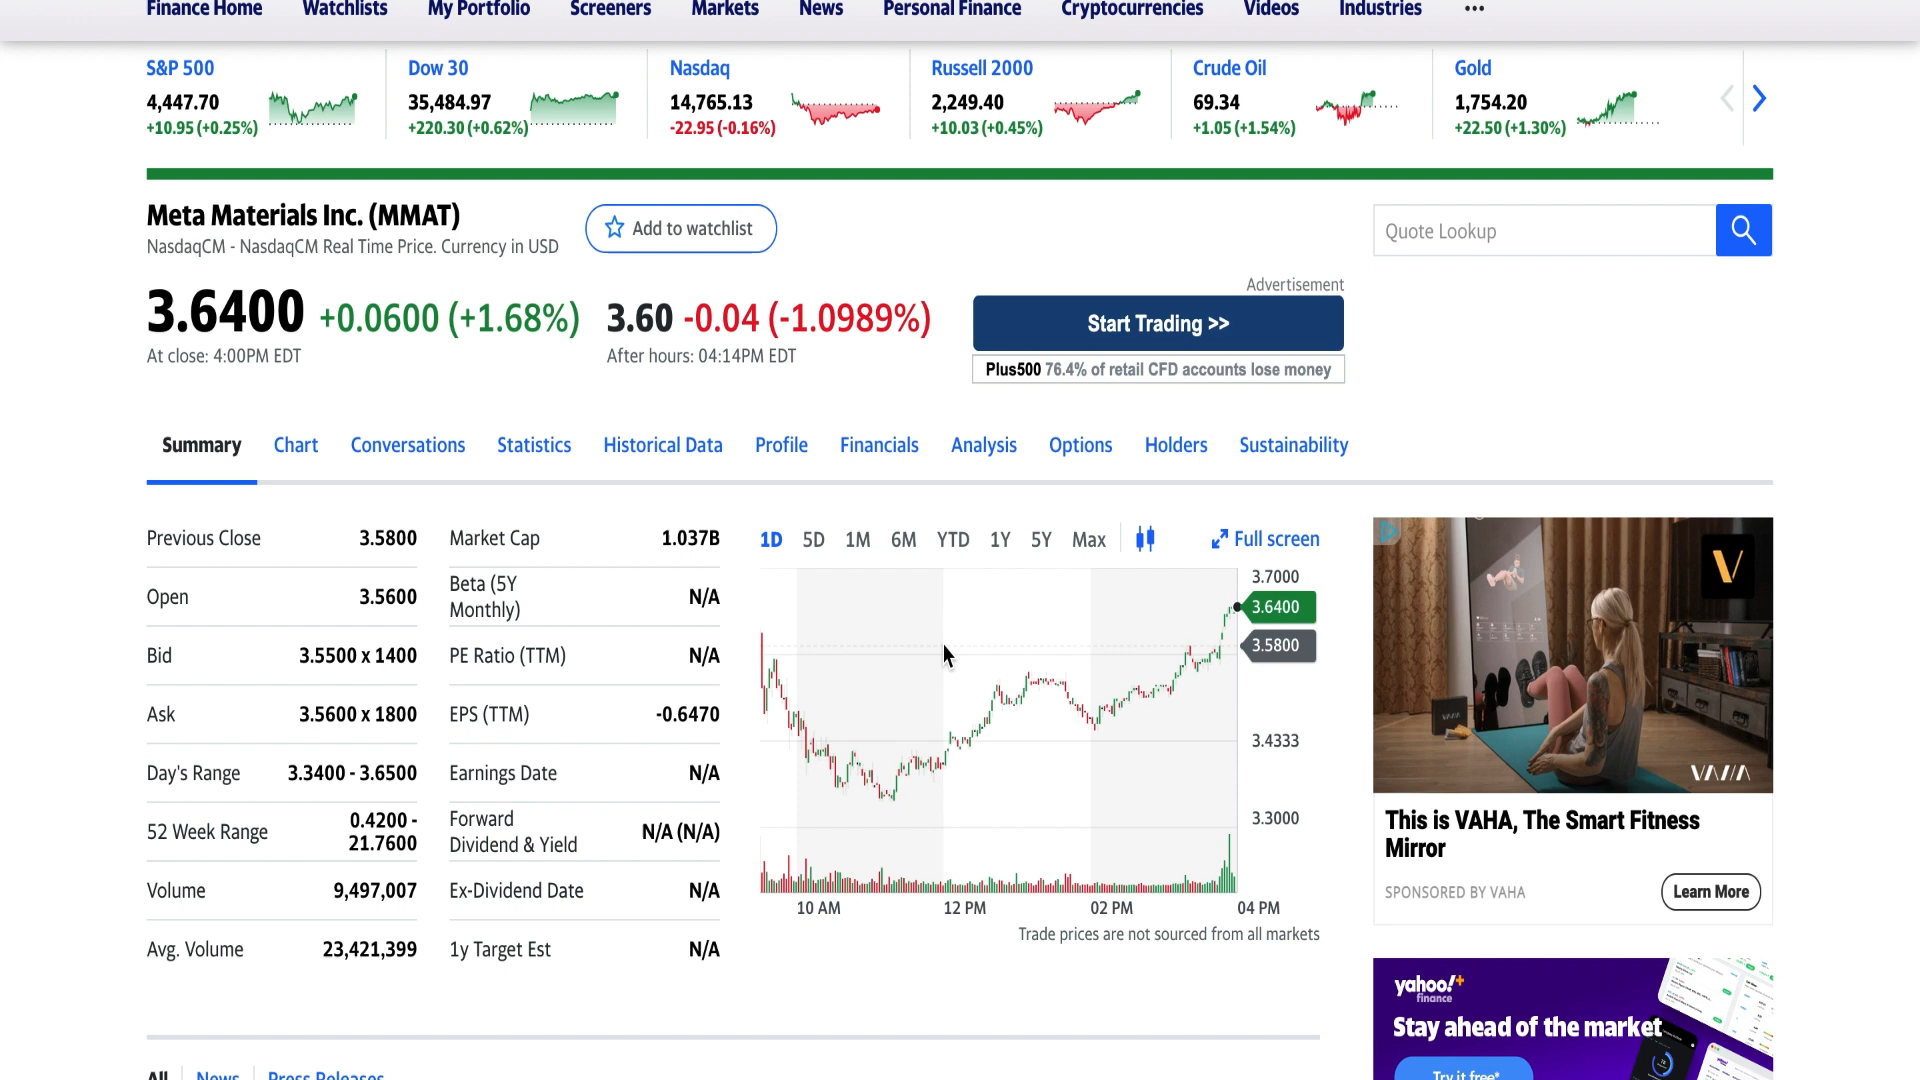 Finance Home Watchlists My Portfolio Screeners Markets News Personal Finance Cryptocurrencies Videos Industries •••
S&P 500
4,447.70
+10.95 (+0.25%)
Dow 30
35,484.97
+220.30 (+0.62%)
Nasdaq
14,765.13
-22.95 (-0.16%)
Russell 2000
2,249.40
+10.03 (+0.45%)
Crude Oil
69.34
+1.05 (+1.54%)
Gold
1,754.20
+22.50 (+1.30%)
Meta Materials Inc. (MMAT)
NasdaqCM - NasdaqCM Real Time Price. Currency in USD
Add to watchlist
Quote Lookup
3.6400 +0.0600 (+1.68%)
At close: 4:00PM EDT
3.60 -0.04 (-1.0989%)
After hours: 04:14PM EDT
Advertisement
Start Trading >>
Plus500 76.4% of retail CFD accounts lose money
Summary Chart Conversations Statistics Historical Data Profile Financials Analysis Options Holders Sustainability
Previous Close 3.5800
Open 3.5600
Bid 3.5500 x 1400
Ask 3.5600 x 1800
Day's Range 3.3400 - 3.6500
52 Week Range 0.4200 -
21.7600
Volume 9,497,007
Avg. Volume 23,421,399
Market Cap 1.037B
Beta (5Y
Monthly) N/A
PE Ratio (TTM) N/A
EPS (TTM) -0.6470
Earnings Date N/A
Forward
Dividend & Yield N/A (N/A)
Ex-Dividend Date N/A
1y Target Est N/A
1D 5D 1M 6M YTD 1Y 5Y Max Full screen
3.7000
3.6400
3.5800
4.4333
3.3000
10 AM 12 PM 02 PM 04 PM
Trade prices are not sourced from all markets
V
VAHA
This is VAHA, The Smart Fitness
Mirror
SPONSORED BY VAHA
Learn More
yahoo!+
finance
Stay ahead of the market
Try it free*
All News Press Releases